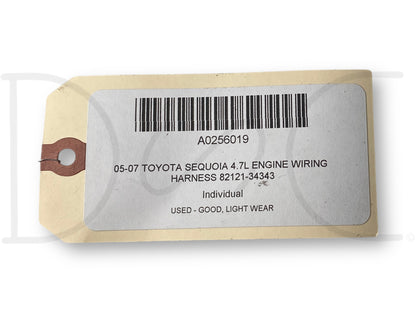 A0256019
05-07 TOYOTA SEQUOIA 4.7L ENGINE WIRING
HARNESS 82121-34343
Individual
USED - GOOD, LIGHT WEAR